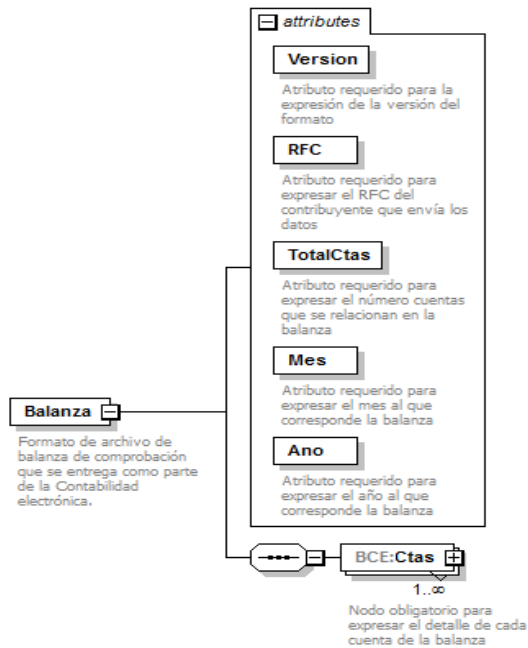 attributes
Version
Atributo requerido para la
expresión de la versión del
formato
RFC
Atributo requerido para
expresar el RFC del
contribuyente que envía los
datos
TotalCtas
Atributo requerido para
expresar el número cuentas
que se relacionan en la
balanza
Mes
Atributo requerido para
expresar el mes al que
corresponde la balanza
Ano
Atributo requerido para
expresar el año al que
corresponde la balanza
Balanza
Formato de archivo de
balanza de comprobación
que se entrega como parte
de la Contabilidad
electrónica.
BCE:Ctas
1..∞
Nodo obligatorio para
expresar el detalle de cada
cuenta de la balanza